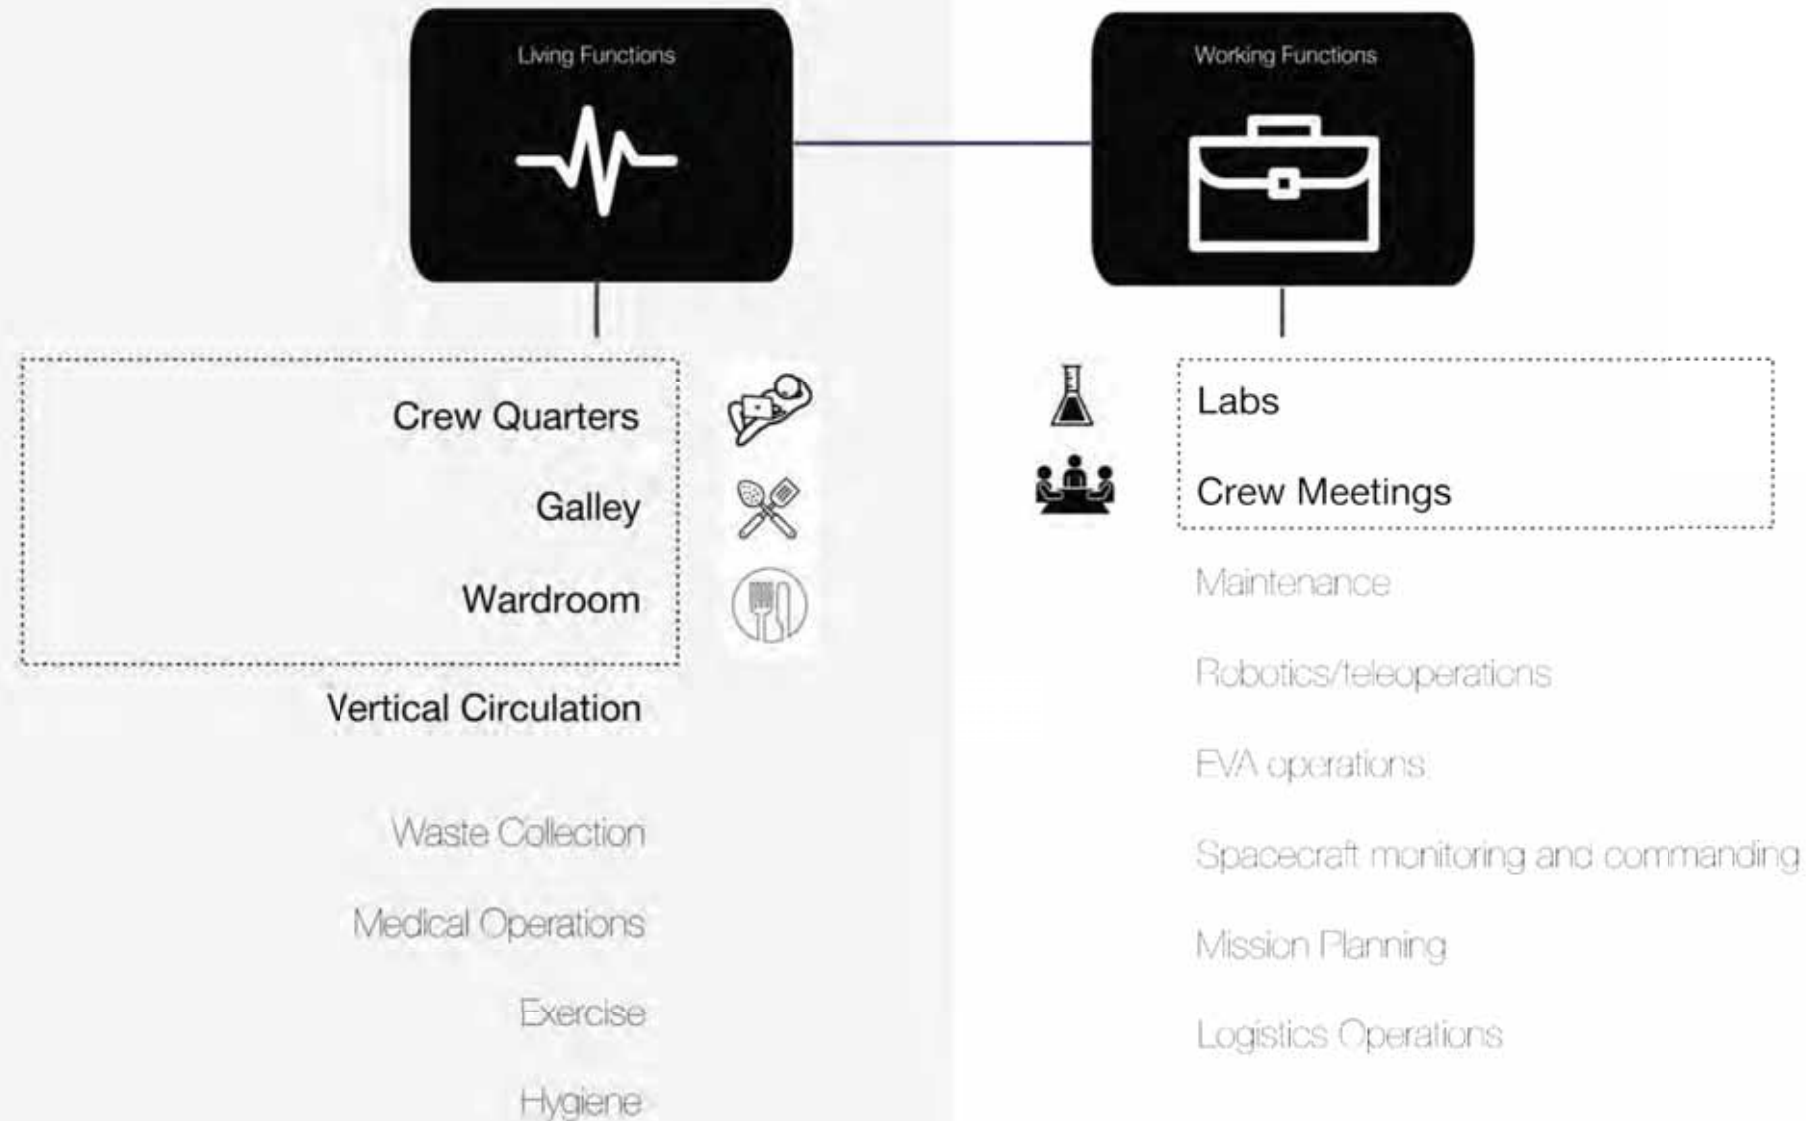 Living Functions
Working Functions
Crew Quarters
Galley
Wardroom
Vertical Circulation
Waste Collection
Medical Operations
Exercise
Hygiene
Labs
Crew Meetings
Maintenance
Robotics/teleoperations
EVA operations
Spacecraft monitoring and commanding
Mission Planning
Logistics Operations